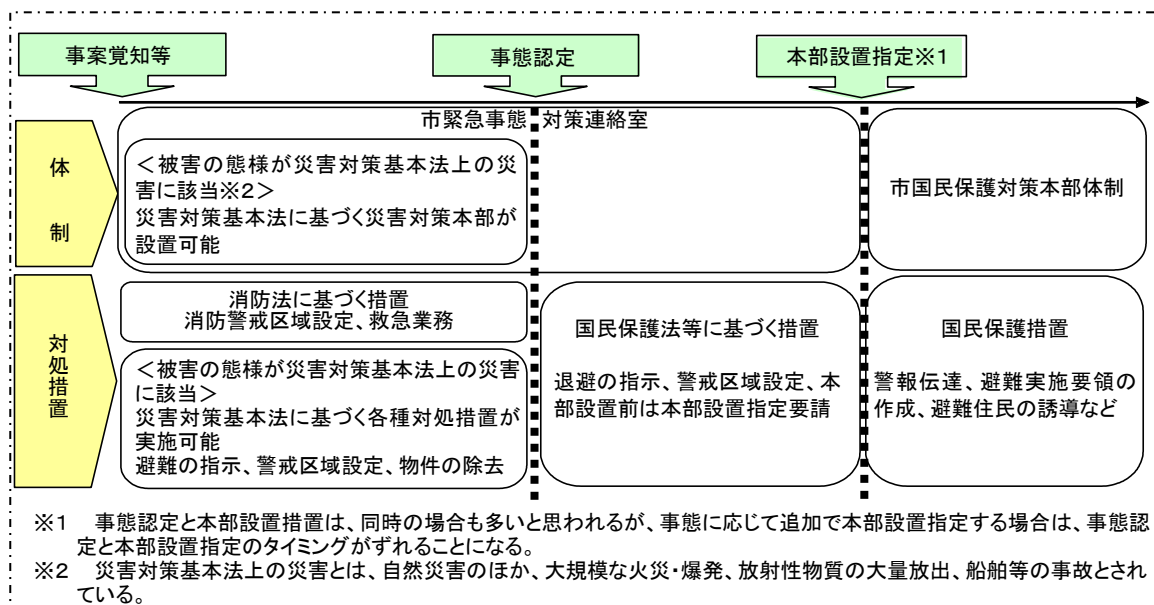 事案覚知等
事態認定
本部設置指定※1
体
制
市緊急事態対策連絡室
＜被害の態様が災害対策基本法上の災
害に該当※2＞
災害対策基本法に基づく災害対策本部が
設置可能
市国民保護対策本部体制
対
処
措
置
消防法に基づく措置
消防警戒区域設定、救急業務
＜被害の態様が災害対策基本法上の災害
に該当＞
災害対策基本法に基づく各種対処措置が
実施可能
避難の指示、警戒区域設定、物件の除去
国民保護法等に基づく措置
退避の指示、警戒区域設定、本
部設置前は本部設置指定要請
国民保護措置
警報伝達、避難実施要領の
作成、避難住民の誘導など
※1　事態認定と本部設置措置は、同時の場合も多いと思われるが、事態に応じて追加で本部設置指定する場合は、事態認
定と本部設置指定のタイミングがずれることになる。
※2　災害対策基本法上の災害とは、自然災害のほか、大規模な火災・爆発、放射性物質の大量放出、船舶等の事故とされ
ている。